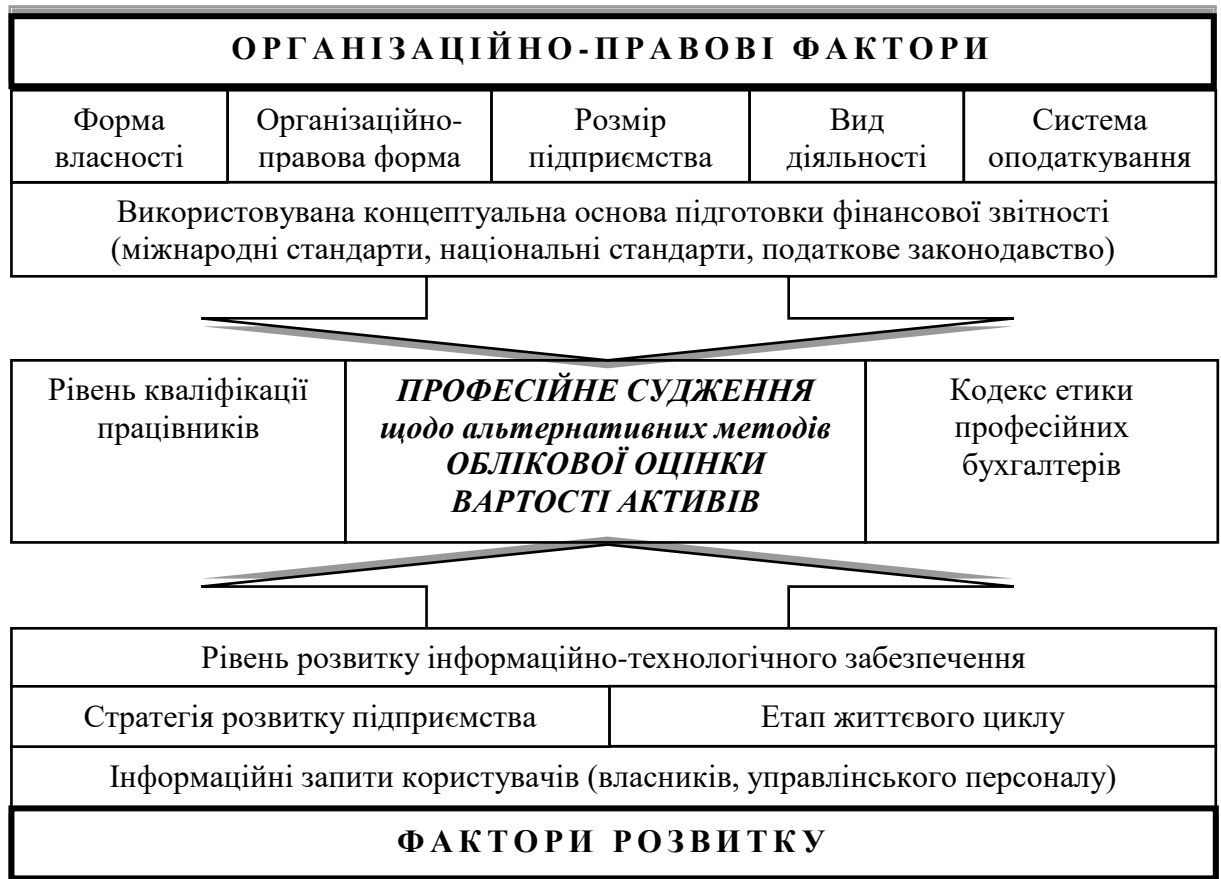 ОРГАНІЗАЦІЙНО-ПРАВОВІ ФАКТОРИ
Форма
власності
Організаційно-
правова форма
Розмір
підприємства
Вид
діяльності
Система
оподаткування
Використовувана концептуальна основа підготовки фінансової звітності
(міжнародні стандарти, національні стандарти, податкове законодавство)
Рівень кваліфікації
працівників
ПРОФЕСІЙНЕ СУДЖЕННЯ
щодо альтернативних методів
ОБЛІКОВОЇ ОЦІНКИ
ВАРТОСТІ АКТИВІВ
Кодекс етики
професійних
бухгалтерів
Рівень розвитку інформаційно-технологічного забезпечення
Стратегія розвитку підприємства
Етап життєвого циклу
Інформаційні запити користувачів (власників, управлінського персоналу)
ФАКТОРИ РОЗВИТКУ